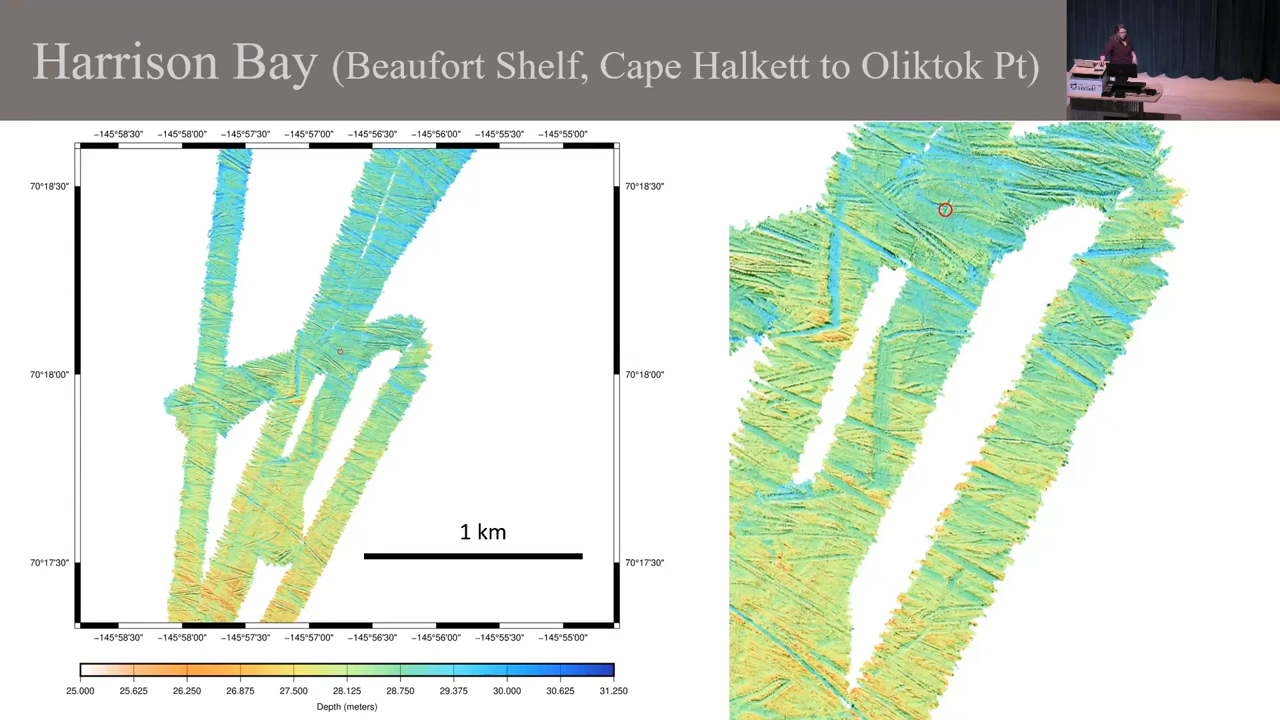 Harrison Bay (Beaufort Shelf, Cape Halkett to Oliktok Pt)
−145°58'30" −145°58'00" −145°57'30" −145°57'00" −145°56'30" −145°56'00" −145°55'30" −145°55'00"
70°18'30" 70°18'30"
70°18'00" 70°18'00"
1 km
70°17'30" 70°17'30"
−145°58'30" −145°58'00" −145°57'30" −145°57'00" −145°56'30" −145°56'00" −145°55'30" −145°55'00"
25.000 25.625 26.250 26.875 27.500 28.125 28.750 29.375 30.000 30.625 31.250
Depth (meters)